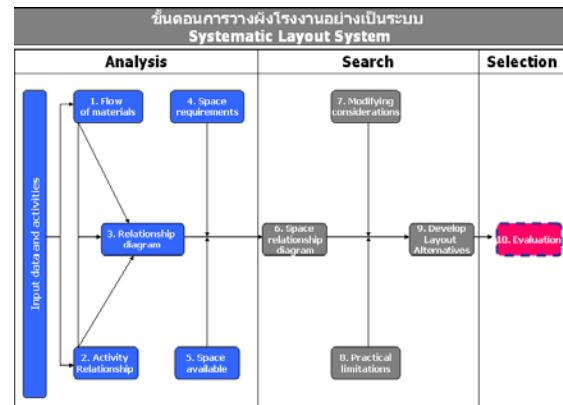 ขั้นตอนการวางผังโรงงานอย่างเป็นระบบ
Systematic Layout System
Analysis
Search
Selection
Input data and activities
1. Flow
of materials
4. Space
requirements
7. Modifying
considerations
3. Relationship
diagram
6. Space
relationship
diagram
9. Develop
Layout
Alternatives
10. Evaluation
2. Activity
Relationship
5. Space
available
8. Practical
limitations